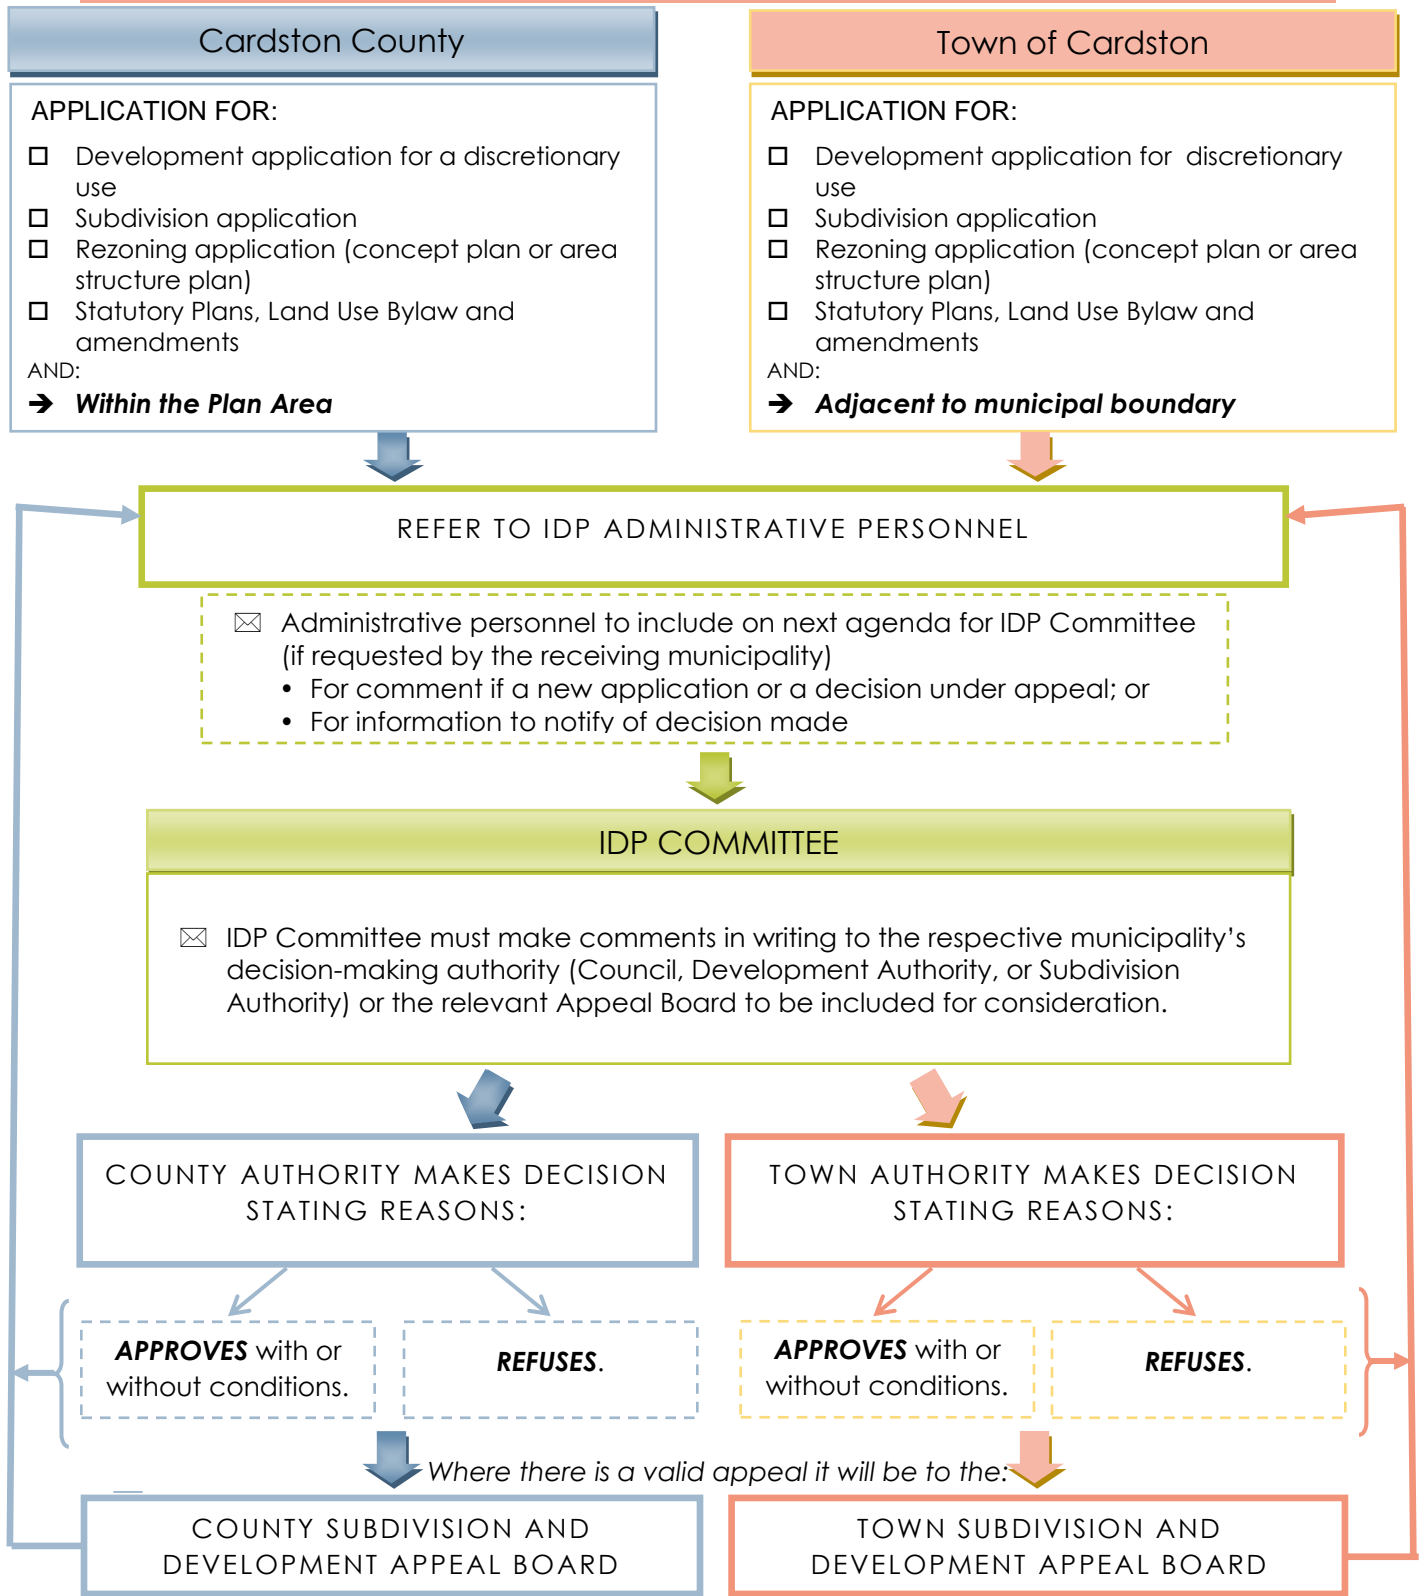 Cardston County
APPLICATION FOR:
Development application for a discretionary
use
Subdivision application
Rezoning application (concept plan or area
structure plan)
Statutory Plans, Land Use Bylaw and
amendments
AND:
➔ Within the Plan Area
Town of Cardston
APPLICATION FOR:
Development application for discretionary
use
Subdivision application
Rezoning application (concept plan or area
structure plan)
Statutory Plans, Land Use Bylaw and
amendments
AND:
➔ Adjacent to municipal boundary
REFER TO IDP ADMINISTRATIVE PERSONNEL
Administrative personnel to include on next agenda for IDP Committee
(if requested by the receiving municipality)
• For comment if a new application or a decision under appeal; or
• For information to notify of decision made
IDP COMMITTEE
IDP Committee must make comments in writing to the respective municipality’s
decision-making authority (Council, Development Authority, or Subdivision
Authority) or the relevant Appeal Board to be included for consideration.
COUNTY AUTHORITY MAKES DECISION
STATING REASONS:
TOWN AUTHORITY MAKES DECISION
STATING REASONS:
APPROVES with or
without conditions.
REFUSES.
APPROVES with or
without conditions.
REFUSES.
Where there is a valid appeal it will be to the:
COUNTY SUBDIVISION AND
DEVELOPMENT APPEAL BOARD
TOWN SUBDIVISION AND
DEVELOPMENT APPEAL BOARD